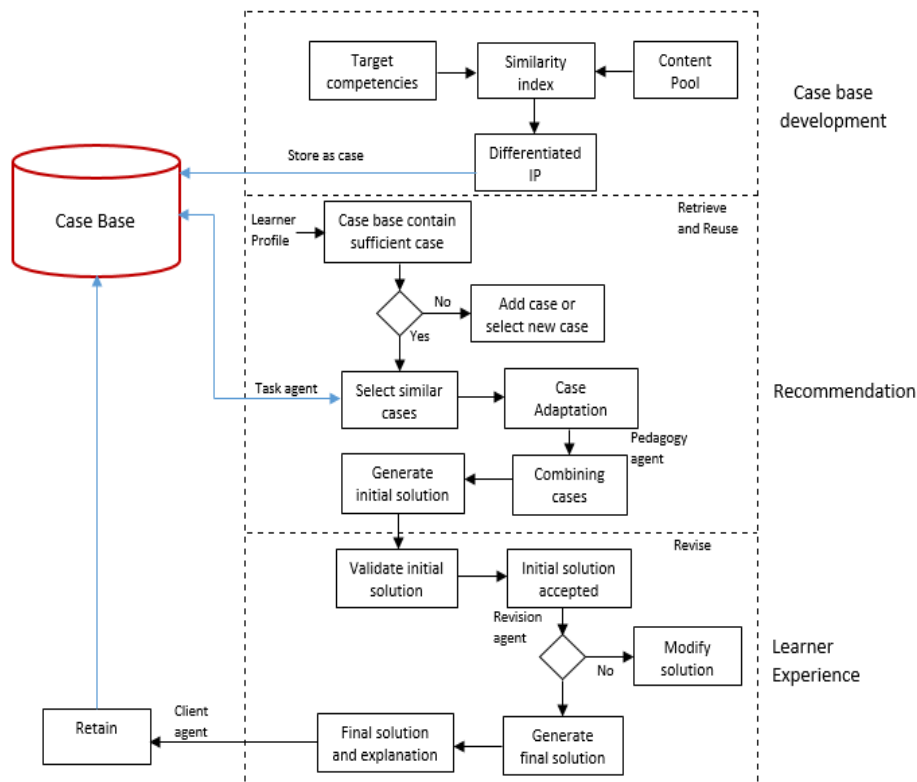 Target
competencies
Similarity
index
Content
Pool
Case base
development
Store as case
Differentiated
IP
Case Base
Learner
Profile
Case base contain
sufficient case
Retrieve
and Reuse
No
Add case or
select new case
Yes
Task agent
Select similar
cases
Case
Adaptation
Recommendation
Pedagogy
agent
Generate
initial solution
Combining
cases
Revise
Validate initial
solution
Initial solution
accepted
Revision
agent
No
Modify
solution
Learner
Experience
Retain
Client
agent
Final solution
and explanation
Generate
final solution